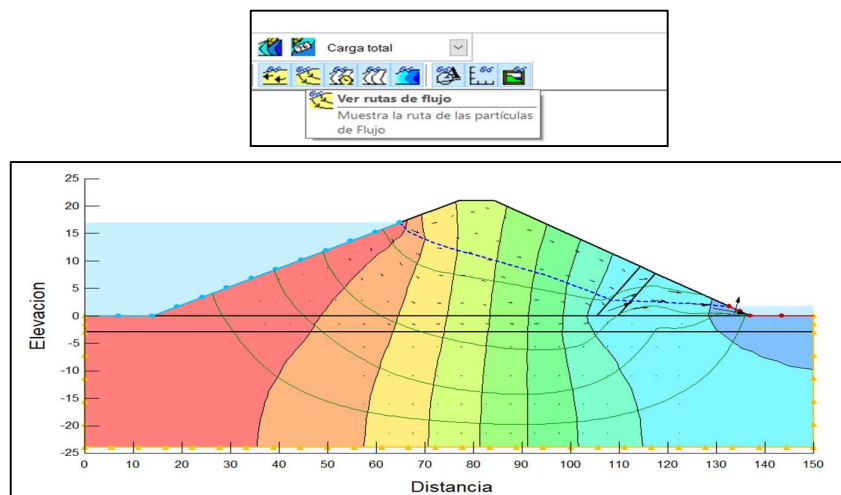 Carga total
Ver rutas de flujo
Muestra la ruta de las partículas
de Flujo
Elevacion
25
20
15
10
5
0
-5
-10
-15
-20
-25
0 10 20 30 40 50 60 70 80 90 100 110 120 130 140 150
Distancia